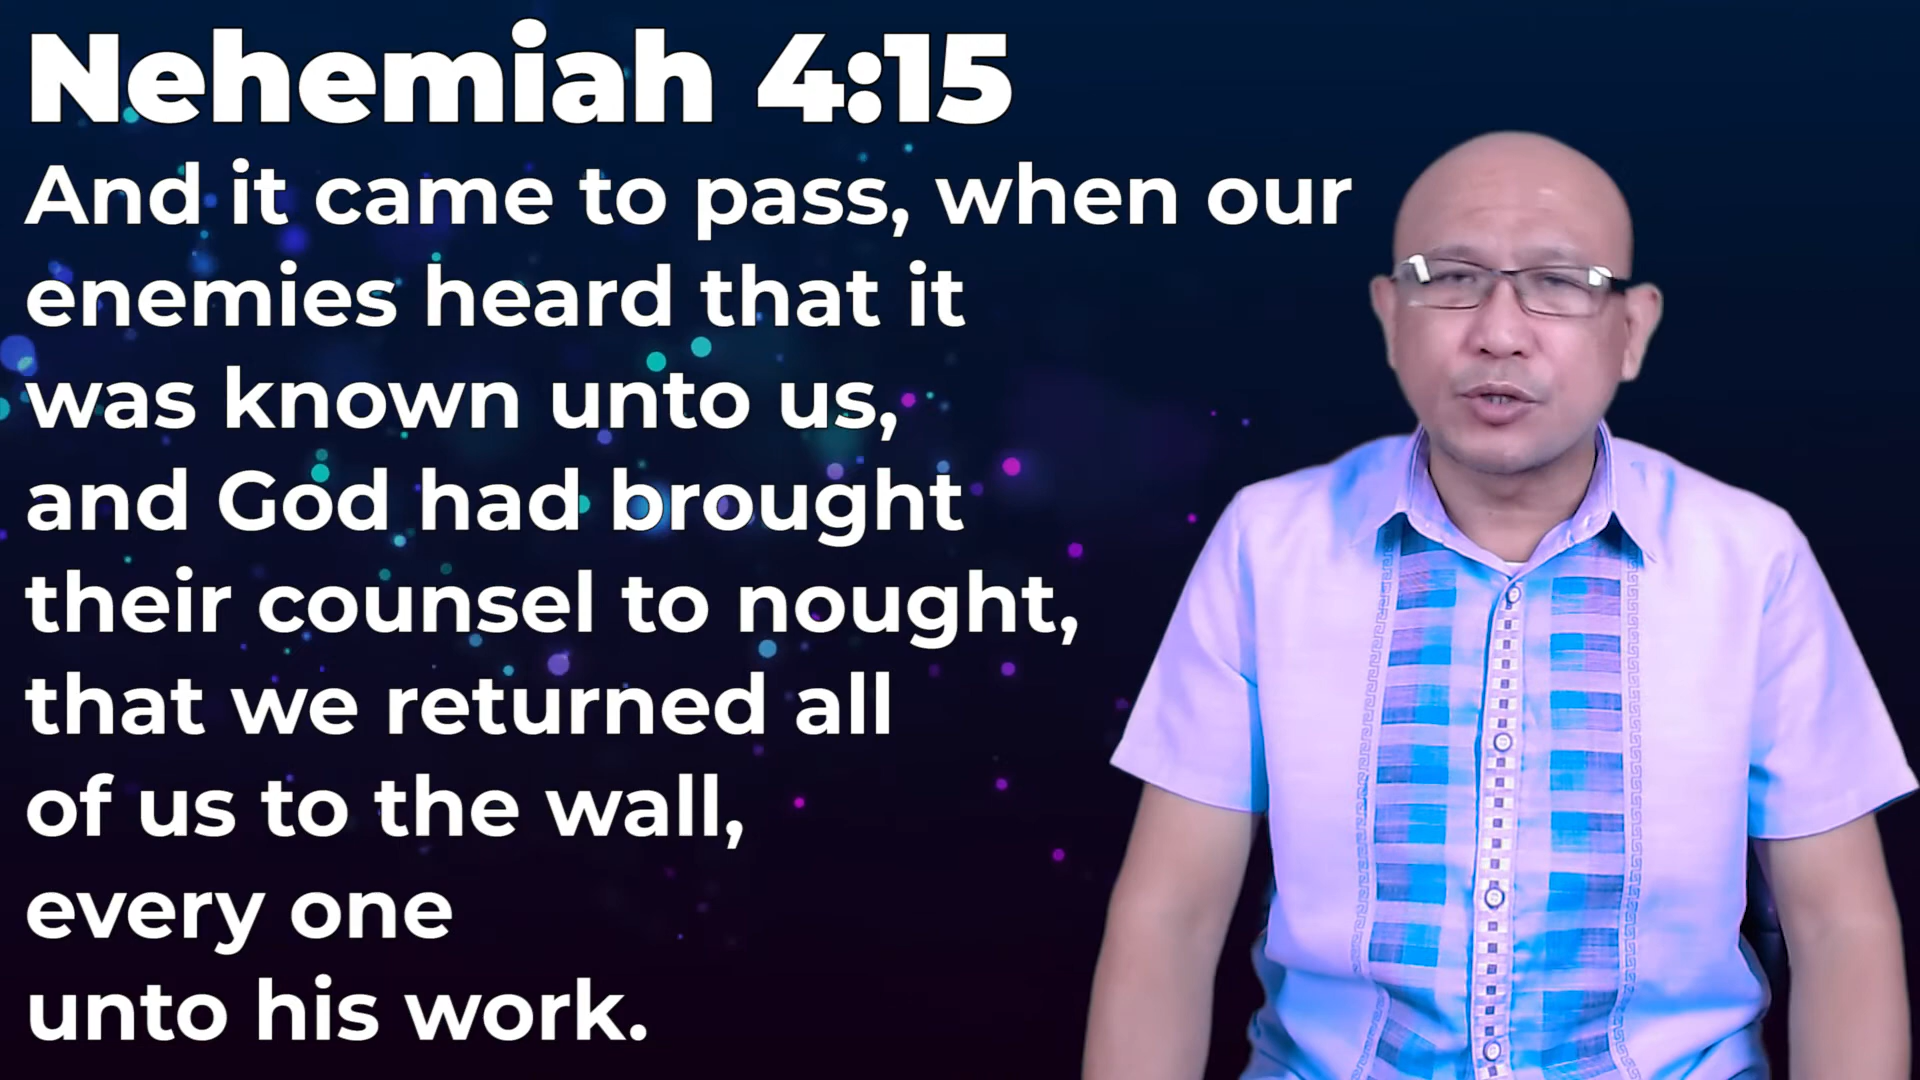 Nehemiah 4:15
And it came to pass, when our
enemies heard that it
was known unto us,
and God had brought
their counsel to nought,
that we returned all
of us to the wall,
every one
unto his work.